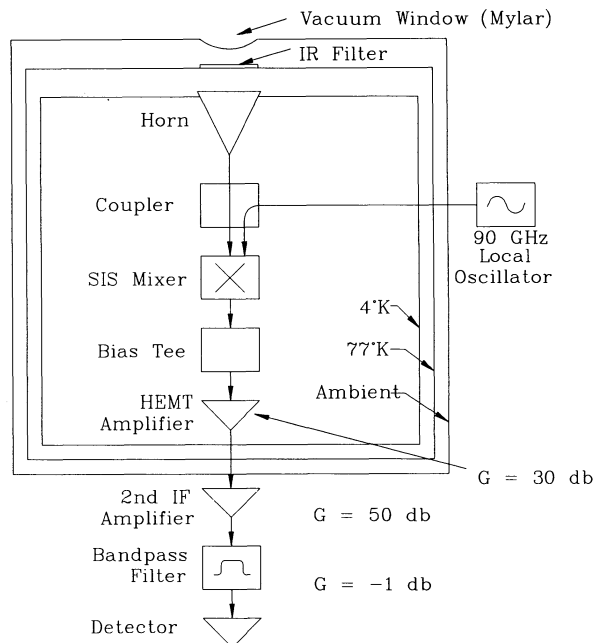 Vacuum Window (Mylar)
IR Filter
Horn
Coupler
90 GHz
Local
Oscillator
SIS Mixer
4°K
Bias Tee
77°K
Ambient
HEMT
Amplifier
G = 30 db
2nd IF
Amplifier
G = 50 db
Bandpass
Filter
G = -1 db
Detector